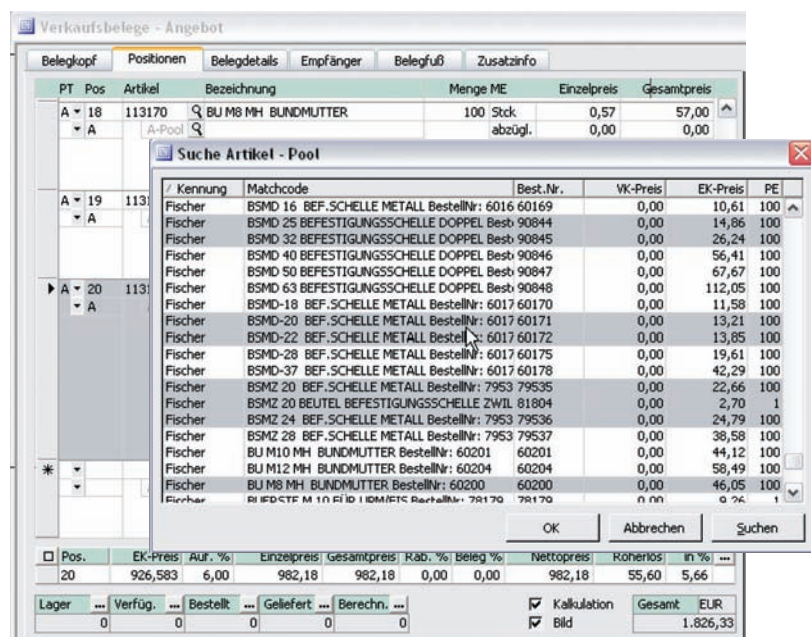 Verkaufsbelege - Angebot
Belegkopf Positionen Belegdetails Empfänger Belegfuß Zusatzinfo
PT Pos Artikel Bezeichnung Menge ME Einzelpreis Gesamtpreis
A 18 113170 BU M8 MH BUNDMUTTER 100 Stck 0,57 57,00
A A-Pool abzügl. 0,00 0,00
A 19
A
A 20
A
Suche Artikel - Pool
Kennung Matchcode Best.Nr. VK-Preis EK-Preis PE
Fischer BSMD 16 BEF.SCHELLE METALL BestellNr: 6016 60169 0,00 10,61 100
Fischer BSMD 25 BEFESTIGUNGSSCHELLE DOPPEL Best 90844 0,00 14,86 100
Fischer BSMD 32 BEFESTIGUNGSSCHELLE DOPPEL Best 90845 0,00 26,24 100
Fischer BSMD 40 BEFESTIGUNGSSCHELLE DOPPEL Best 90846 0,00 56,41 100
Fischer BSMD 50 BEFESTIGUNGSSCHELLE DOPPEL Best 90847 0,00 67,67 100
Fischer BSMD 63 BEFESTIGUNGSSCHELLE DOPPEL Best 90848 0,00 112,05 100
Fischer BSMD-18 BEF.SCHELLE METALL BestellNr: 6017 60170 0,00 11,58 100
Fischer BSMD-20 BEF.SCHELLE METALL BestellNr: 6017 60171 0,00 13,21 100
Fischer BSMD-22 BEF.SCHELLE METALL BestellNr: 6017 60172 0,00 13,85 100
Fischer BSMD-28 BEF.SCHELLE METALL BestellNr: 6017 60175 0,00 19,61 100
Fischer BSMD-37 BEF.SCHELLE METALL BestellNr: 6017 60178 0,00 42,29 100
Fischer BSMZ 20 BEF.SCHELLE METALL BestellNr: 7953 79535 0,00 22,66 100
Fischer BSMZ 20 BEUTEL BEFESTIGUNGSSCHELLE ZWIL 81804 0,00 2,70 1
Fischer BSMZ 24 BEF.SCHELLE METALL BestellNr: 7953 79536 0,00 24,79 100
Fischer BSMZ 28 BEF.SCHELLE METALL BestellNr: 7953 79537 0,00 38,58 100
Fischer BU M10 MH BUNDMUTTER BestellNr: 60201 60201 0,00 44,12 100
Fischer BU M12 MH BUNDMUTTER BestellNr: 60204 60204 0,00 58,49 100
Fischer BU M8 MH BUNDMUTTER BestellNr: 60200 60200 0,00 46,05 100
Fischer BUERSTE M 10 FÜR UPM/EIS BestellNr: 78179 78179 0,00 9,26 1
OK Abbrechen Suchen
Pos. EK-Preis Auf. % Einzelpreis Gesamtpreis Rab. % Beleg % Nettopreis Roherlös in % ...
20 926,583 6,00 982,18 982,18 0,00 0,00 982,18 55,60 5,66
Lager ... Verfüg. ... Bestellt ... Geliefert ... Berechn. ... Kalkulation Gesamt EUR
0 0 0 0 0 Bild 1.826,33